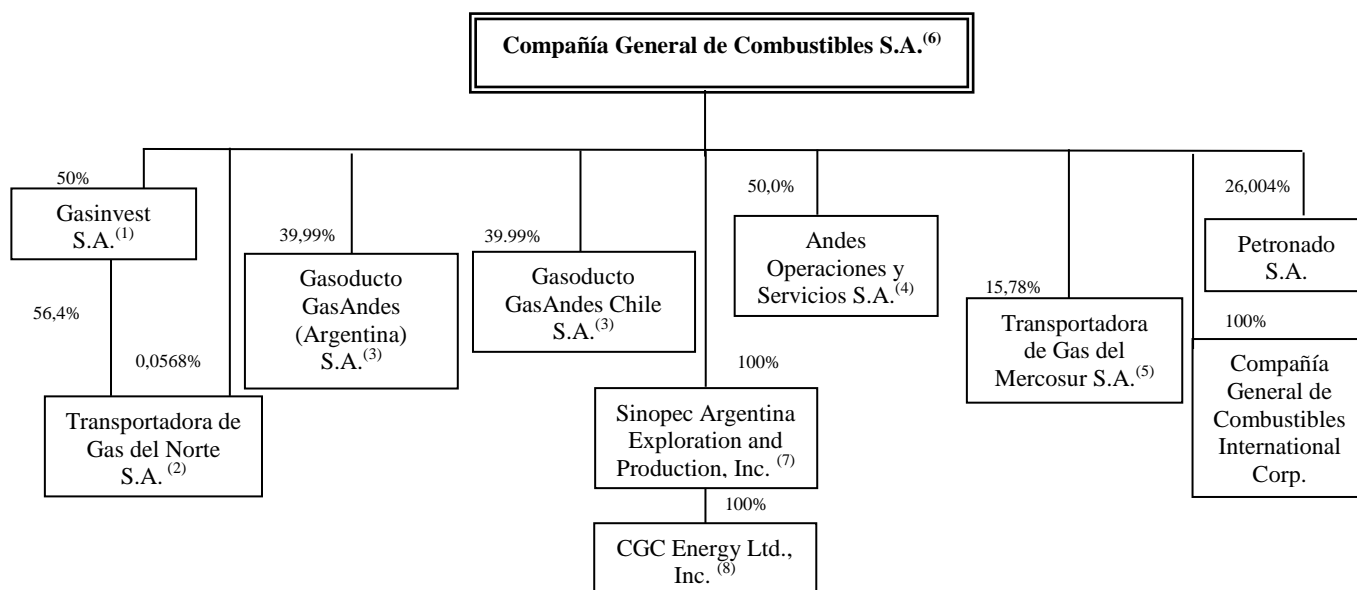 Compañía General de Combustibles S.A.(6)
50%
Gasinvest
S.A.(1)
56,4%
0,0568%
Transportadora de
Gas del Norte
S.A. (2)
39,99%
Gasoducto
GasAndes
(Argentina)
S.A.(3)
39.99%
Gasoducto
GasAndes Chile
S.A.(3)
100%
Sinopec Argentina
Exploration and
Production, Inc. (7)
100%
CGC Energy Ltd.,
Inc. (8)
50,0%
Andes
Operaciones y
Servicios S.A.(4)
15,78%
Transportadora
de Gas del
Mercosur S.A.(5)
26,004%
Petronado
S.A.
100%
Compañía
General de
Combustibles
International
Corp.